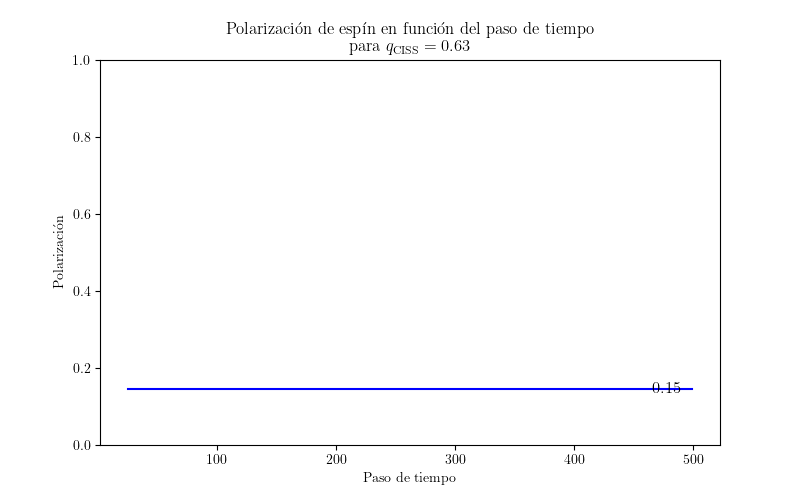 Polarización de espín en función del paso de tiempo
para q_CISS = 0.63
1.0
0.8
0.6
0.4
0.2
0.0
Polarización
0.15
100 200 300 400 500
Paso de tiempo